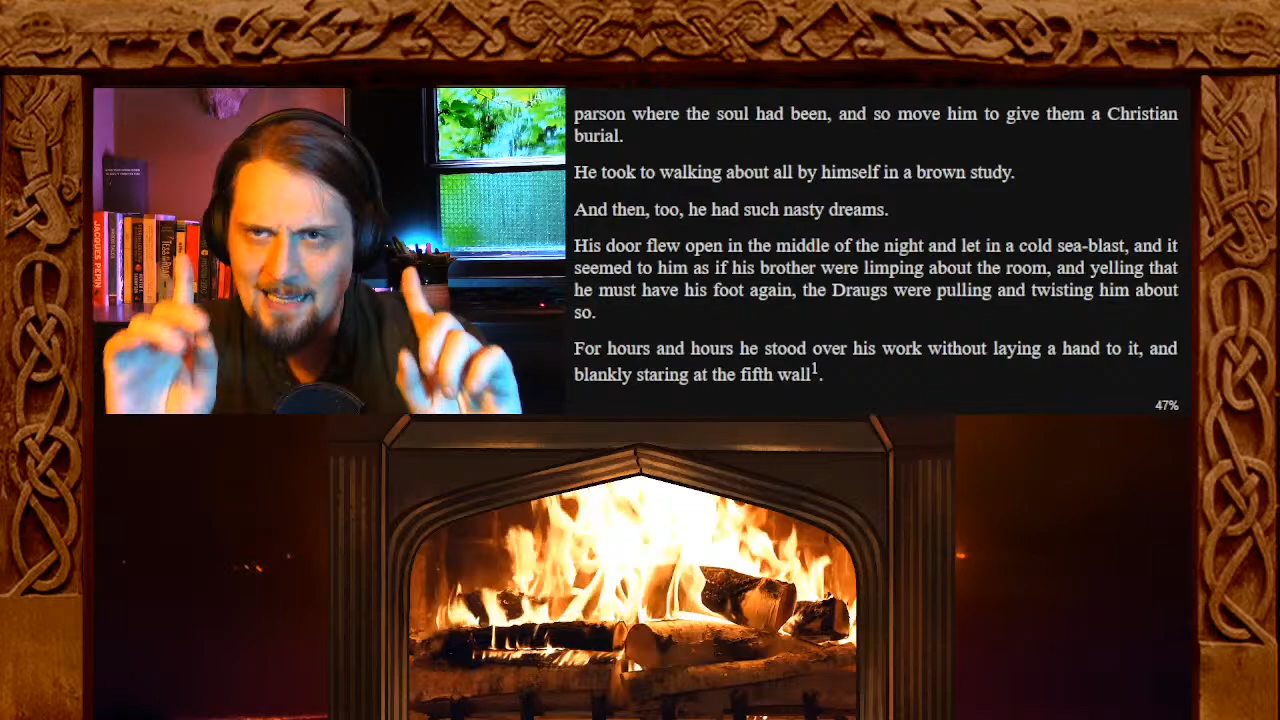 parson where the soul had been, and so move him to give them a Christian
burial.
He took to walking about all by himself in a brown study.
And then, too, he had such nasty dreams.
His door flew open in the middle of the night and let in a cold sea-blast, and it
seemed to him as if his brother were limping about the room, and yelling that
he must have his foot again, the Draugs were pulling and twisting him about
so.
For hours and hours he stood over his work without laying a hand to it, and
blankly staring at the fifth wall1.
47%
JACQUES PEPIN